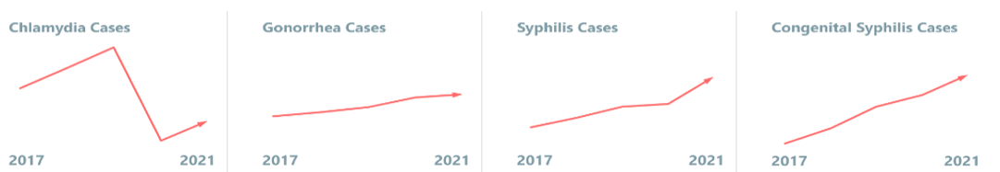 Chlamydia Cases
2017 2021
Gonorrhea Cases
2017 2021
Syphilis Cases
2017 2021
Congenital Syphilis Cases
2017 2021